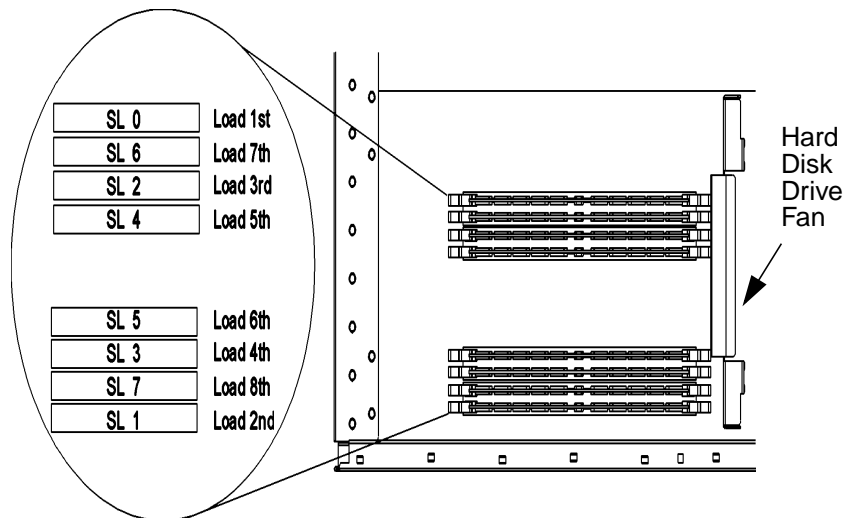 SL 0 Load 1st
SL 6 Load 7th
SL 2 Load 3rd
SL 4 Load 5th
SL 5 Load 6th
SL 3 Load 4th
SL 7 Load 8th
SL 1 Load 2nd
Hard
Disk
Drive
Fan